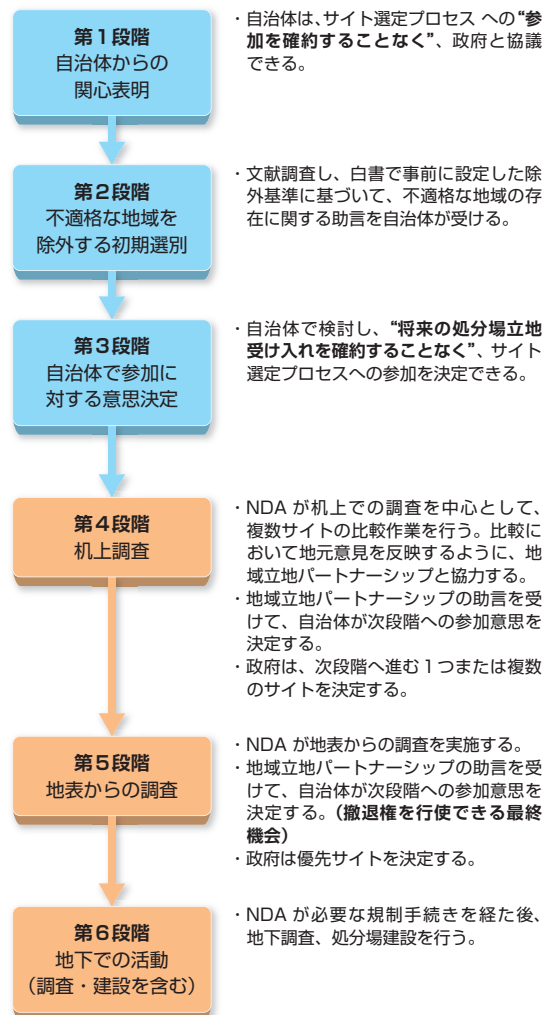 第1段階
自治体からの
関心表明
・自治体は、サイト選定プロセス への“参
加を確約することなく”、政府と協議
できる。
第2段階
不適格な地域を
除外する初期選別
・文献調査し、白書で事前に設定した除
外基準に基づいて、不適格な地域の存
在に関する助言を自治体が受ける。
第3段階
自治体で参加に
対する意思決定
・自治体で検討し、“将来の処分場立地
受け入れを確約することなく”、サイト
選定プロセスへの参加を決定できる。
第4段階
机上調査
・NDA が机上での調査を中心として、
複数サイトの比較作業を行う。比較に
おいて地元意見を反映するように、地
域立地パートナーシップと協力する。
・地域立地パートナーシップの助言を受
けて、自治体が次段階への参加意思を
決定する。
・政府は、次段階へ進む1つまたは複数
のサイトを決定する。
第5段階
地表からの調査
・NDA が地表からの調査を実施する。
・地域立地パートナーシップの助言を受
けて、自治体が次段階への参加意思を
決定する。（撤退権を行使できる最終
機会）
・政府は優先サイトを決定する。
第6段階
地下での活動
（調査・建設を含む）
・NDA が必要な規制手続きを経た後、
地下調査、処分場建設を行う。